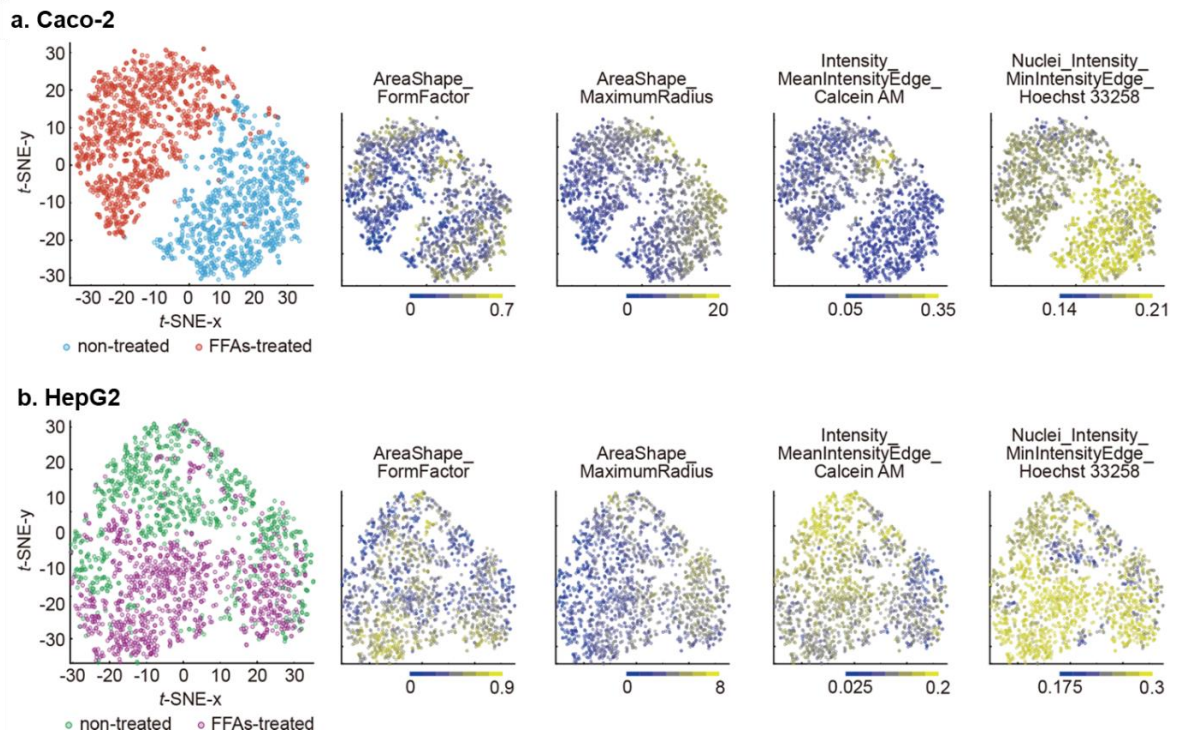 a. Caco-2
30
20
10
0
-10
-20
-30
t-SNE-y
-30 -20 -10 0 10 20 30
t-SNE-x
non-treated FFAs-treated
AreaShape_
FormFactor
0 0.7
AreaShape_
MaximumRadius
0 20
Intensity_
MeanIntensityEdge_
Calcein AM
0.05 0.35
Nuclei_Intensity_
MinIntensityEdge_
Hoechst 33258
0.14 0.21
b. HepG2
30
20
10
0
-10
-20
-30
t-SNE-y
-30 -20 -10 0 10 20 30
t-SNE-x
non-treated FFAs-treated
AreaShape_
FormFactor
0 0.9
AreaShape_
MaximumRadius
0 8
Intensity_
MeanIntensityEdge_
Calcein AM
0.025 0.2
Nuclei_Intensity_
MinIntensityEdge_
Hoechst 33258
0.175 0.3